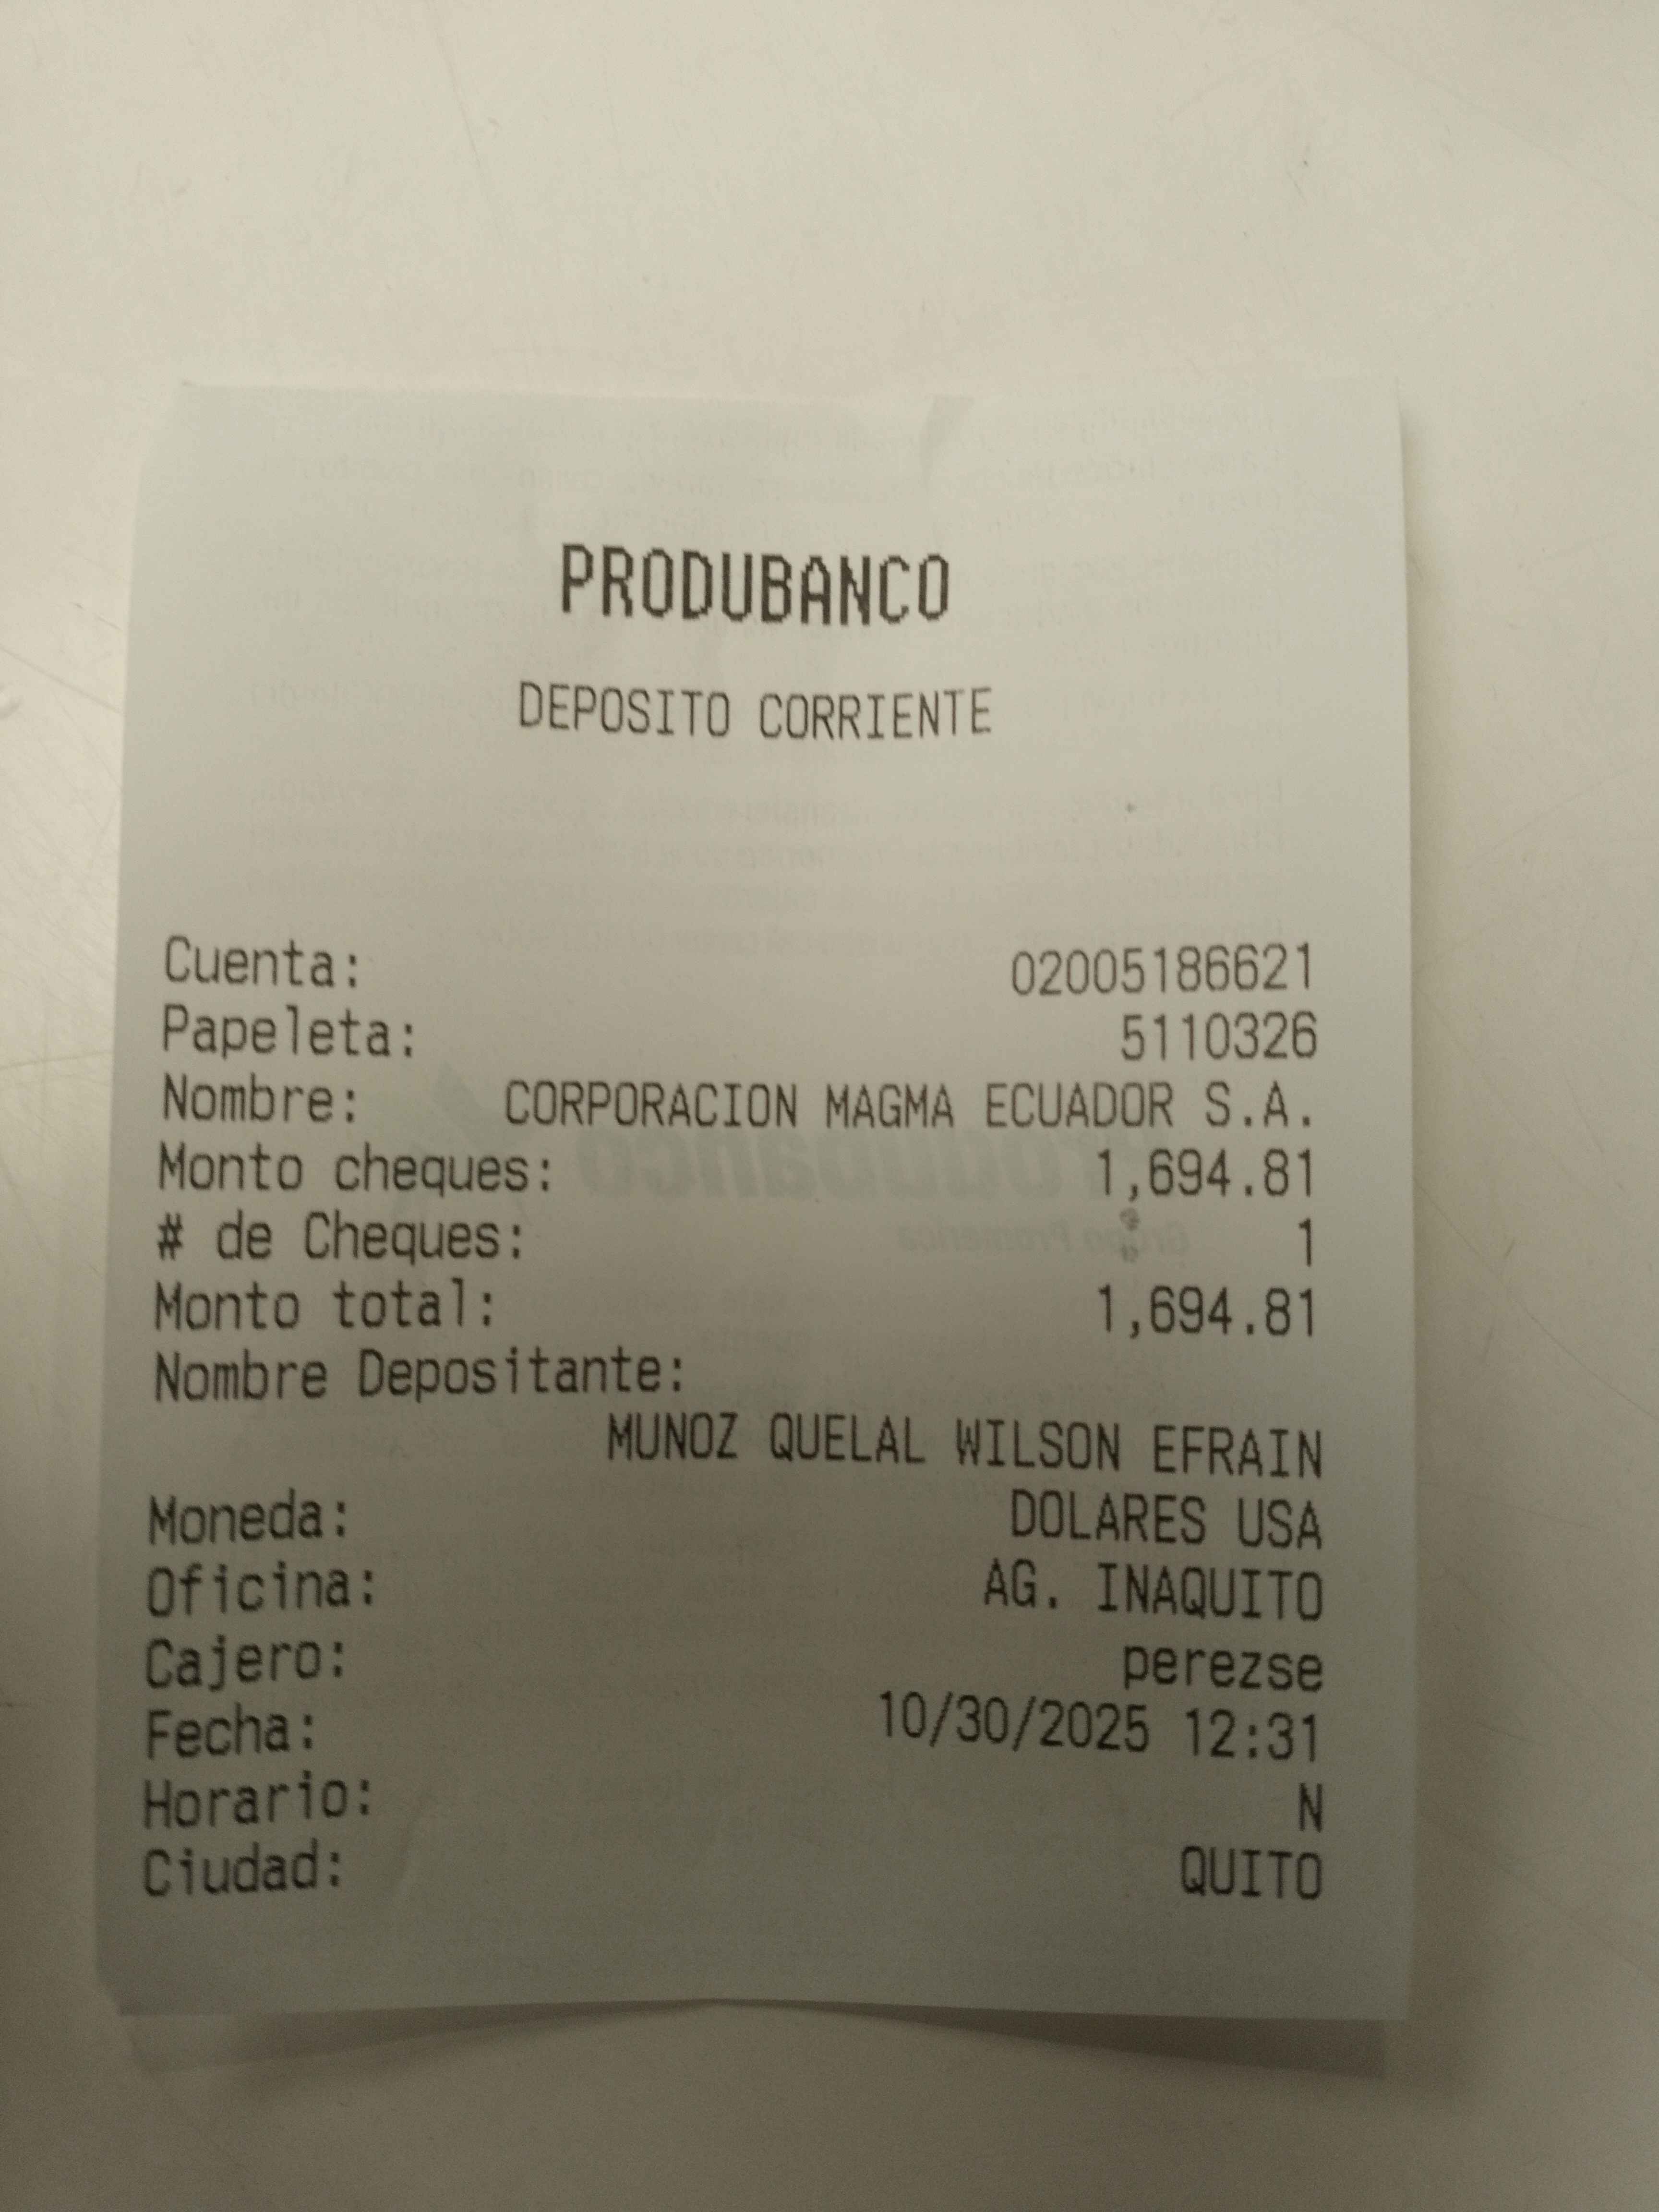 PRODUBANCO
DEPOSITO CORRIENTE
Cuenta: 02005186621
Papeleta: 5110326
Nombre: CORPORACION MAGMA ECUADOR S.A.
Monto cheques: 1,694.81
# de Cheques: 1
Monto total: 1,694.81
Nombre Depositante:
MUNOZ QUELAL WILSON EFRAIN
Moneda: DOLARES USA
Oficina: AG. INAQUITO
Cajero: perezse
Fecha: 10/30/2025 12:31
Horario: N
Ciudad: QUITO